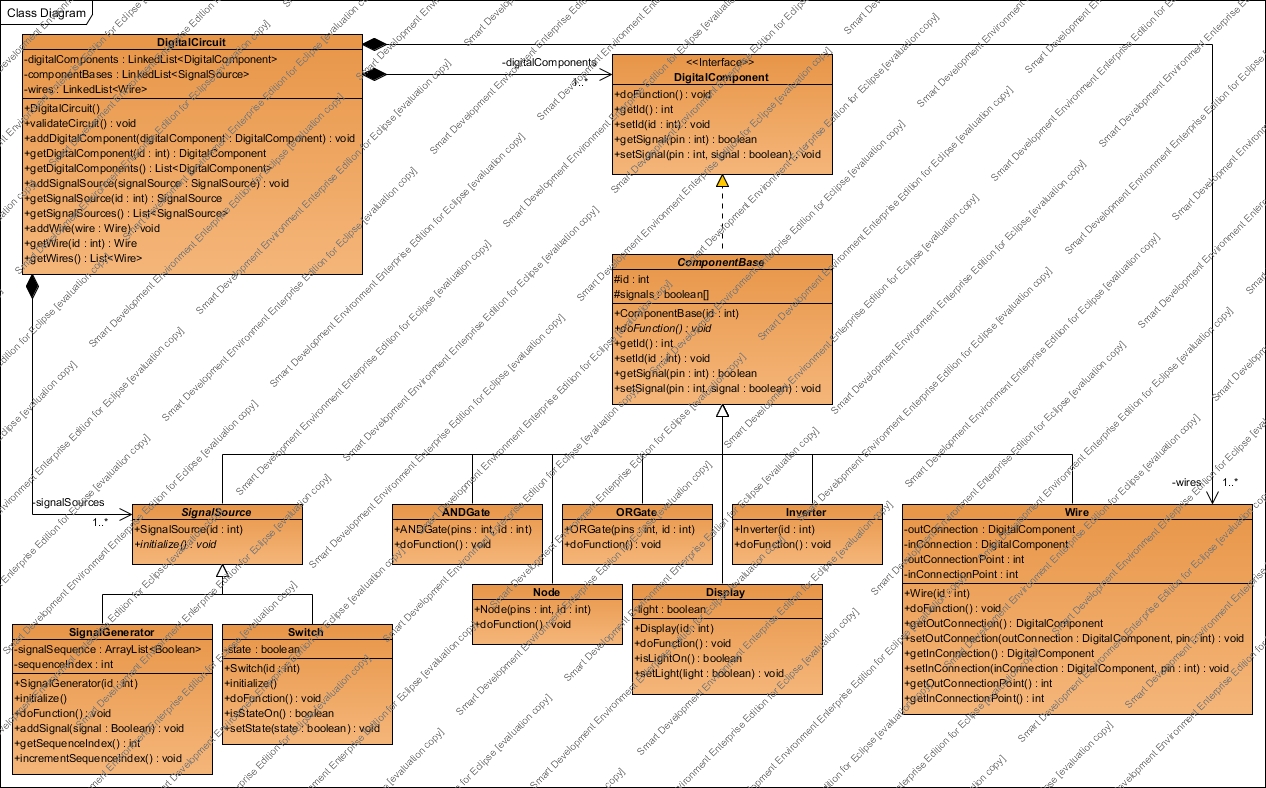 Class Diagram
DigitalCircuit
-digitalComponents : LinkedList<DigitalComponent>
-componentBases : LinkedList<SignalSource>
-wires : LinkedList<Wire>
+DigitalCircuit()
+validateCircuit() : void
+addDigitalComponent(digitalComponent : DigitalComponent) : void
+getDigitalComponent(id : int) : DigitalComponent
+getDigitalComponents() : List<DigitalComponent>
+addSignalSource(signalSource : SignalSource) : void
+getSignalSource(id : int) : SignalSource
+getSignalSources() : List<SignalSource>
+addWire(wire : Wire) : void
+getWire(id : int) : Wire
+getWires() : List<Wire>
-digitalComponents
1..*
<<Interface>>
DigitalComponent
+doFunction() : void
+getId() : int
+setId(id : int) : void
+getSignal(pin : int) : boolean
+setSignal(pin : int, signal : boolean) : void
ComponentBase
#id : int
#signals : boolean[]
+ComponentBase(id : int)
+doFunction() : void
+getId() : int
+setId(id : int) : void
+getSignal(pin : int) : boolean
+setSignal(pin : int, signal : boolean) : void
-signalSources
1..*
-wires
1..*
SignalSource
+SignalSource(id : int)
+initialize() : void
ANDGate
+ANDGate(pins : int, id : int)
+doFunction() : void
ORGate
+ORGate(pins : int, id : int)
+doFunction() : void
Inverter
+Inverter(id : int)
+doFunction() : void
Wire
-outConnection : DigitalComponent
-inConnection : DigitalComponent
-outConnectionPoint : int
-inConnectionPoint : int
+Wire(id : int)
+doFunction() : void
+getOutConnection() : DigitalComponent
+setOutConnection(outConnection : DigitalComponent, pin : int) : void
+getInConnection() : DigitalComponent
+setInConnection(inConnection : DigitalComponent, pin : int) : void
+getOutConnectionPoint() : int
+getInConnectionPoint() : int
Node
+Node(pins : int, id : int)
+doFunction() : void
Display
-light : boolean
+Display(id : int)
+doFunction() : void
+isLightOn() : boolean
+setLight(light : boolean) : void
SignalGenerator
-signalSequence : ArrayList<Boolean>
-sequenceIndex : int
+SignalGenerator(id : int)
+initialize()
+doFunction() : void
+addSignal(signal : Boolean) : void
+getSequenceIndex() : int
+incrementSequenceIndex() : void
Switch
-state : boolean
+Switch(id : int)
+initialize()
+doFunction() : void
+isStateOn() : boolean
+setState(state : boolean) : void
Smart Development Environment Enterprise Edition for Eclipse [evaluation copy]